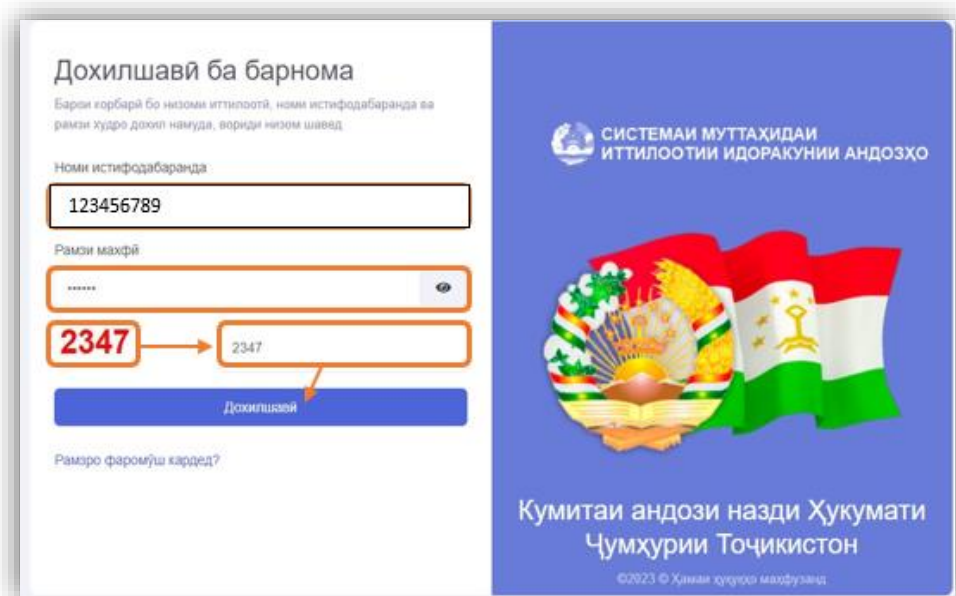 Дохилшавӣ ба барнома
Барои корбарӣ бо низоми иттилоотӣ, номи истифодабаранда ва
рамзи худро дохил намуда, вориди низом шавед
Номи истифодабаранда
123456789
Рамзи махфӣ
••••••
2347
2347
Дохилшавӣ
Рамзро фаромӯш кардед?
СИСТЕМАИ МУТТАҲИДАИ
ИТТИЛООТИИ ИДОРАКУНИИ АНДОЗҲО
Кумитаи андози назди Ҳукумати
Ҷумҳурии Тоҷикистон
©2023 © Ҳамаи ҳуқуқҳо маҳфузанд